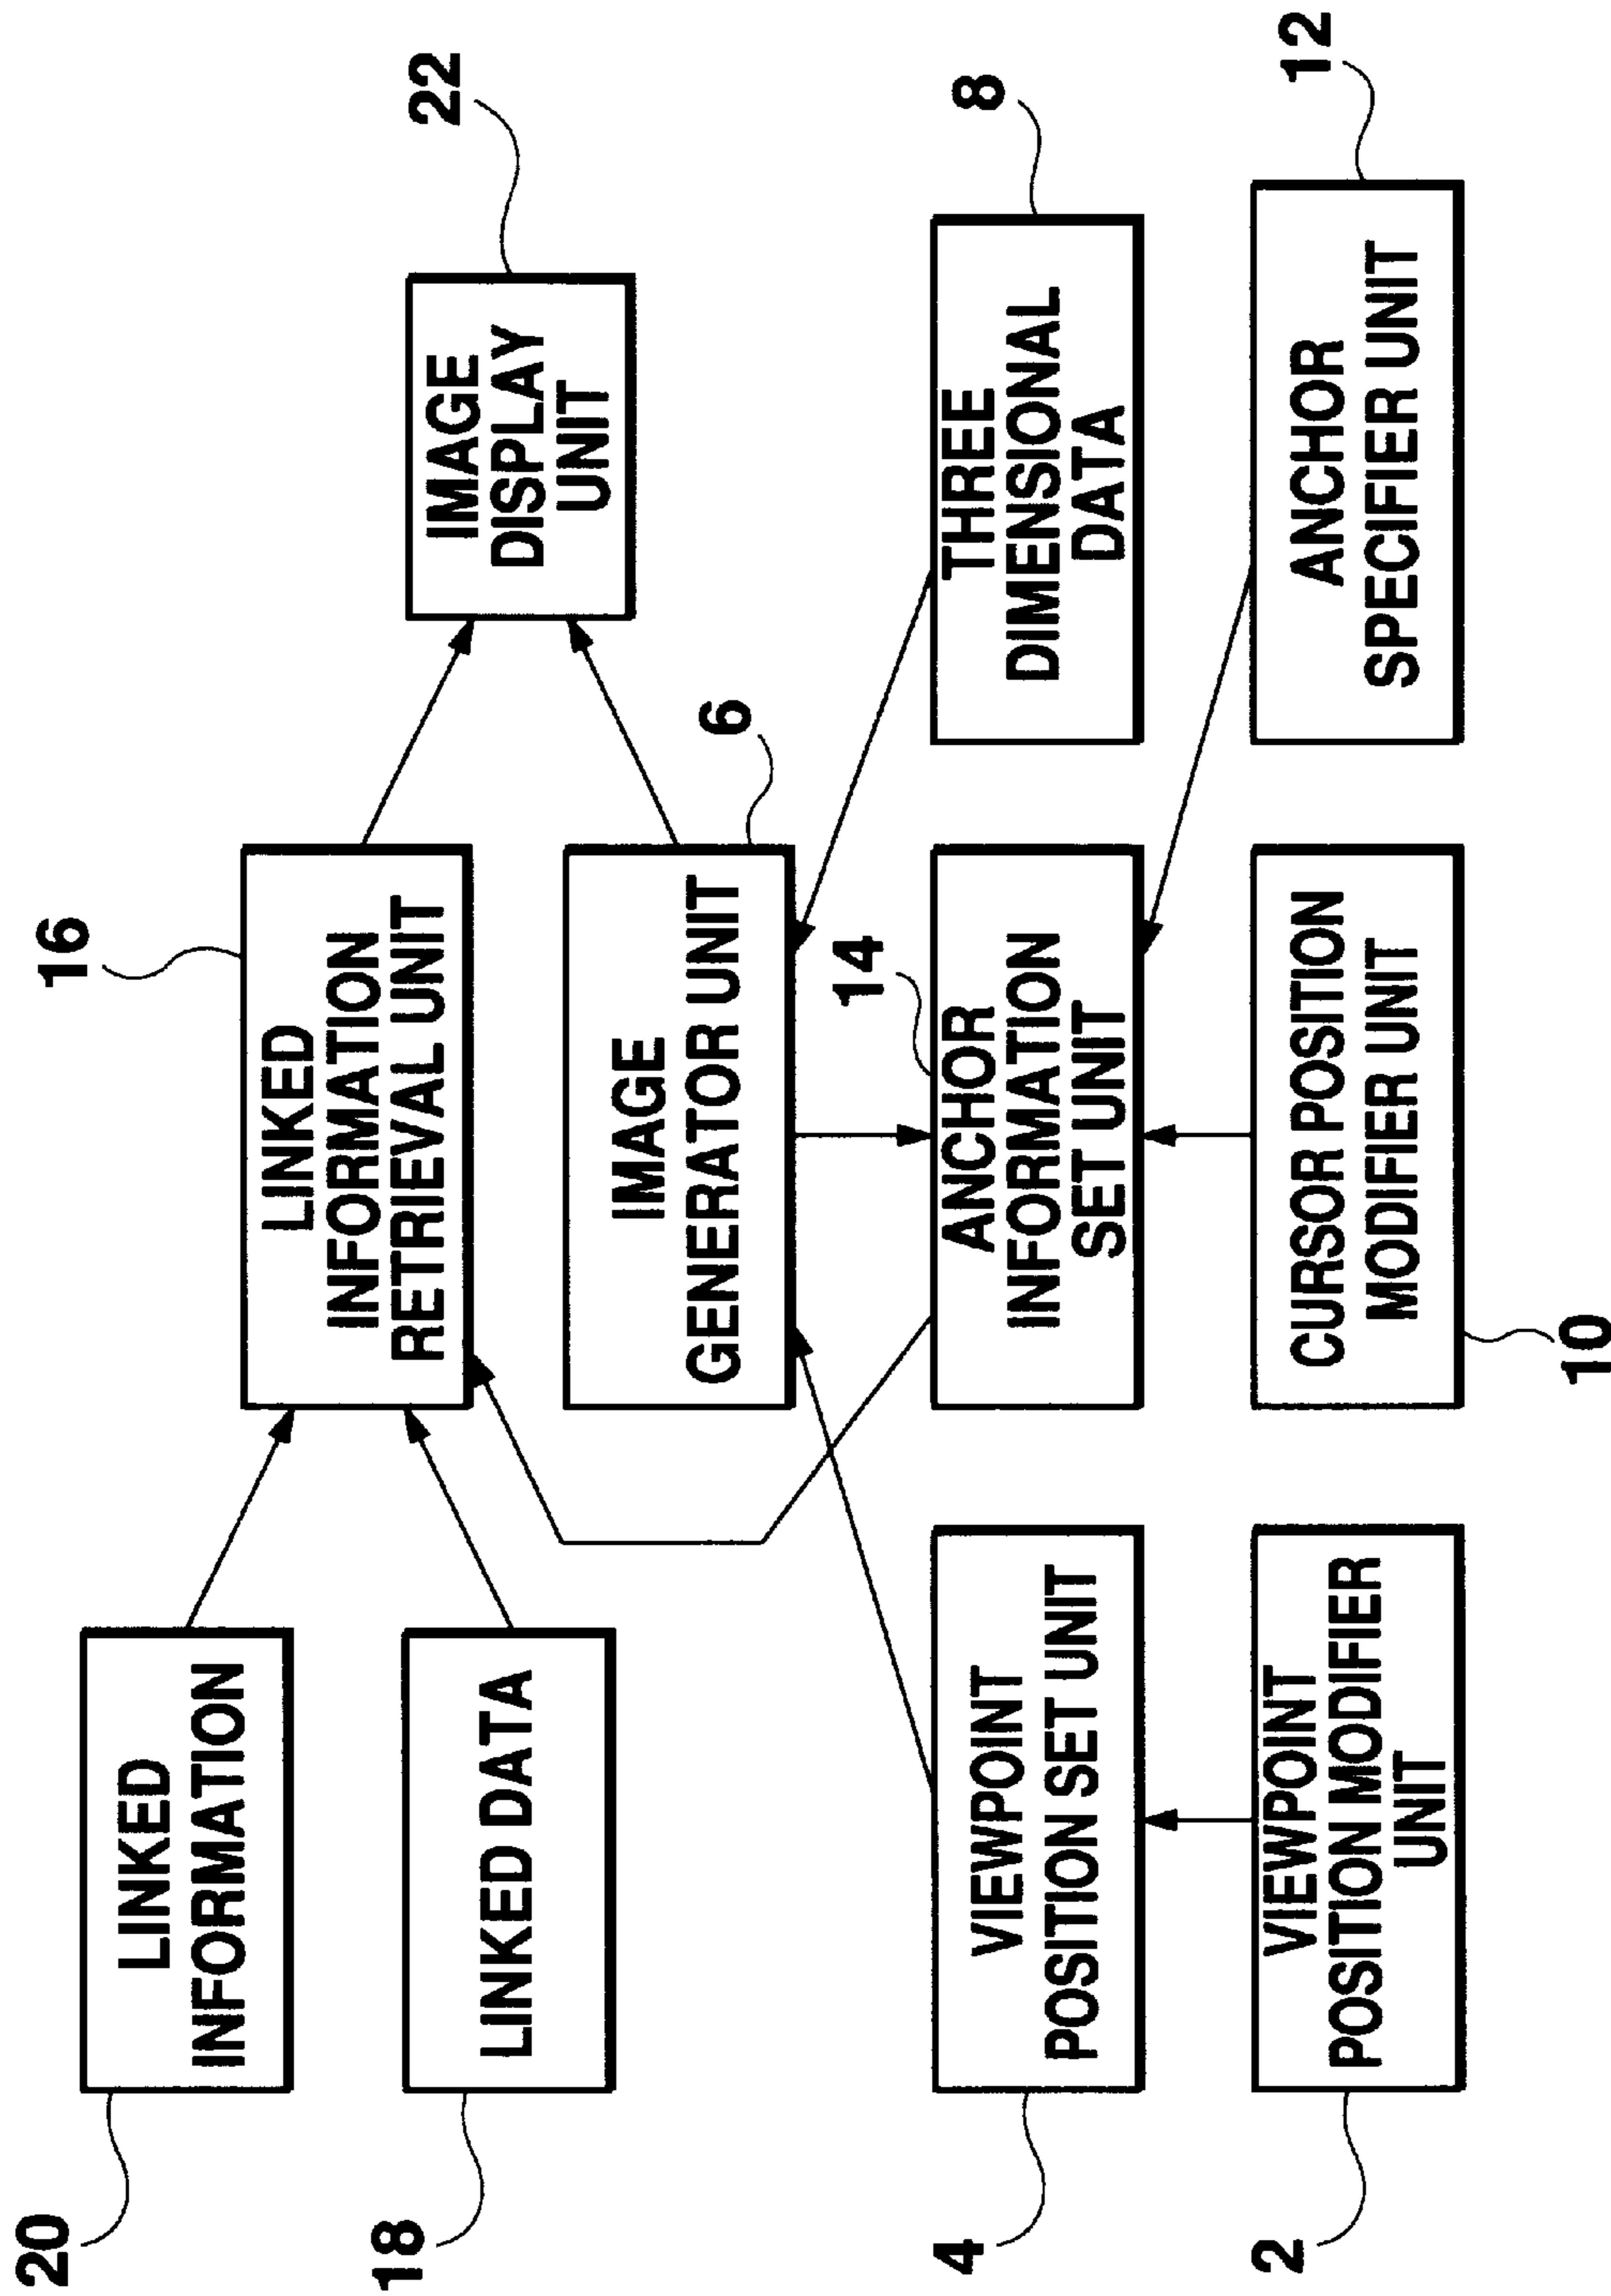 20
LINKED
INFORMATION
16
LINKED
INFORMATION
RETRIEVAL UNIT
22
IMAGE
DISPLAY
UNIT
18
LINKED DATA
6
IMAGE
GENERATOR UNIT
4
VIEWPOINT
POSITION SET UNIT
14
ANCHOR
INFORMATION
SET UNIT
8
THREE
DIMENSIONAL
DATA
2
VIEWPOINT
POSITION MODIFIER
UNIT
10
CURSOR POSITION
MODIFIER UNIT
12
ANCHOR
SPECIFIER UNIT